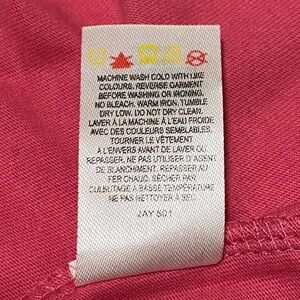 MACHINE WASH COLD WITH LIKE
COLOURS. REVERSE GARMENT
BEFORE WASHING OR IRONING.
NO BLEACH. WARM IRON. TUMBLE
DRY LOW. DO NOT DRY CLEAN.
LAVER À LA MACHINE À L'EAU FROIDE
AVEC DES COULEURS SEMBLABLES.
TOURNER LE VÊTEMENT
À L'ENVERS AVANT DE LAVER OU
REPASSER. NE PAS UTILISER D'AGENT
DE BLANCHIMENT. REPASSER AU
FER CHAUD. SÉCHER PAR
CULBUTAGE À BASSE TEMPÉRATURE
NE PAS NETTOYER À SEC.
JAY 501